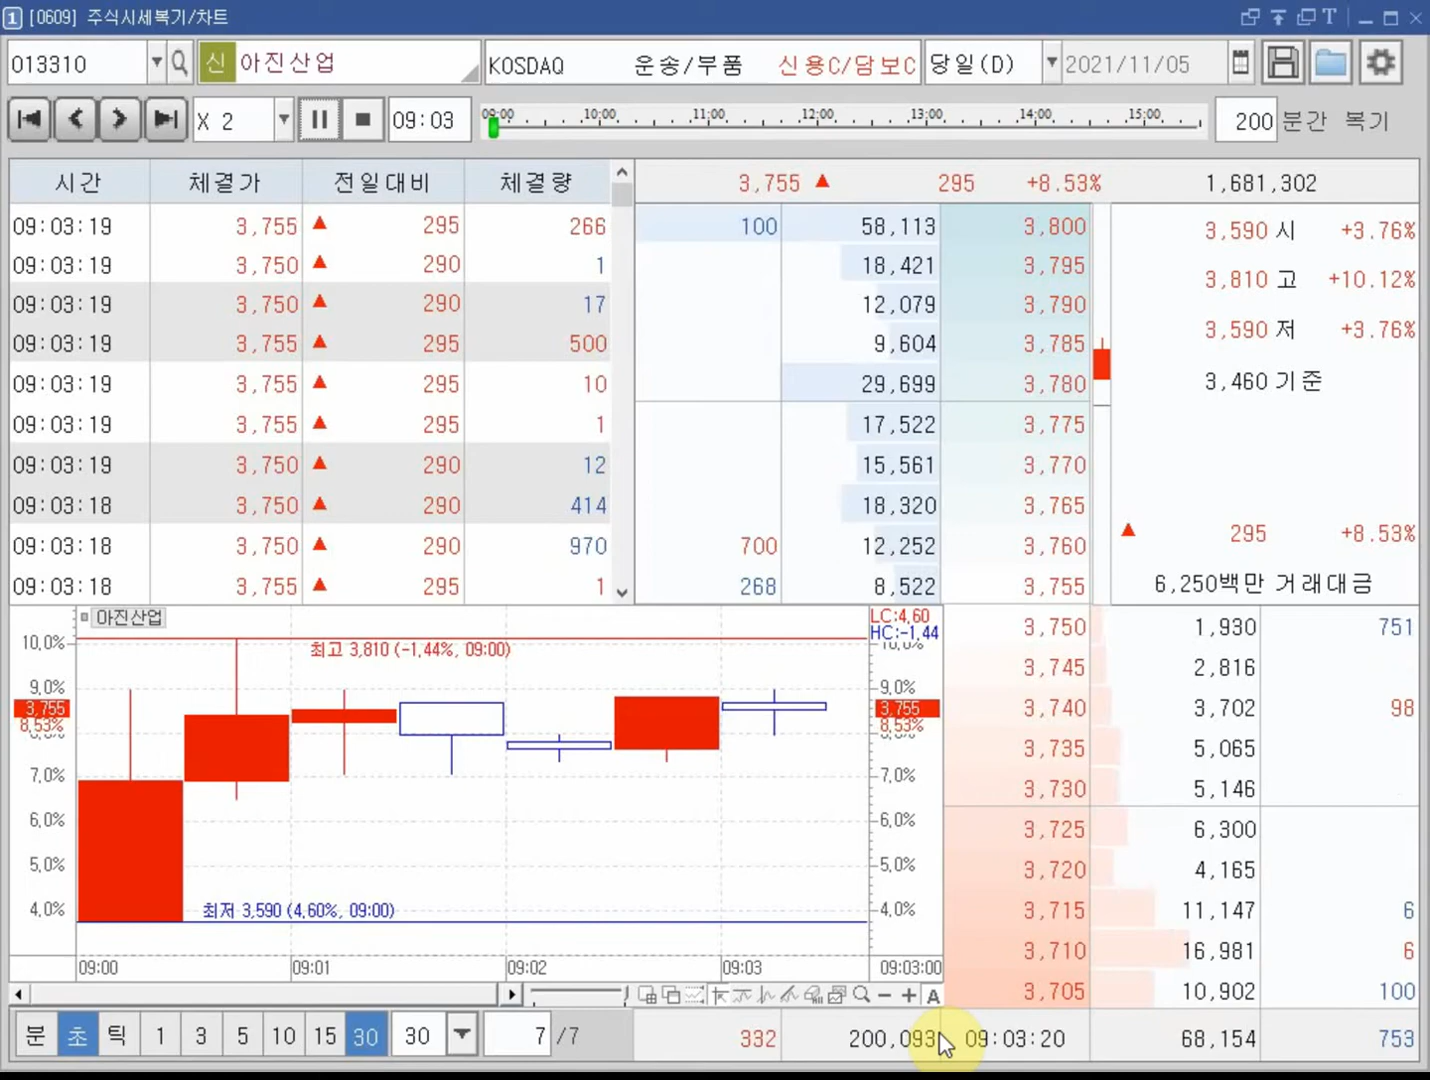 1 [0609] 주식시세복기/차트 T
013310 신 아진산업 KOSDAQ 운송/부품 신용C/담보C 당일(D) 2021/11/05
X 2 09:03 09:00 10:00 11:00 12:00 13:00 14:00 15:00 200 분간 복기
시간 체결가 전일대비 체결량 3,755 ▲ 295 +8.53% 1,681,302
09:03:19 3,755 ▲ 295 266 100 58,113 3,800 3,590 시 +3.76%
09:03:19 3,750 ▲ 290 1 18,421 3,795
09:03:19 3,750 ▲ 290 17 12,079 3,790 3,810 고 +10.12%
09:03:19 3,755 ▲ 295 500 9,604 3,785 3,590 저 +3.76%
09:03:19 3,755 ▲ 295 10 29,699 3,780 3,460 기준
09:03:19 3,755 ▲ 295 1 17,522 3,775
09:03:19 3,750 ▲ 290 12 15,561 3,770
09:03:18 3,750 ▲ 290 414 18,320 3,765
09:03:18 3,750 ▲ 290 970 700 12,252 3,760 ▲ 295 +8.53%
09:03:18 3,755 ▲ 295 1 268 8,522 3,755 6,250백만 거래대금
아진산업 LC:4,60
HC:-1,44
3,750 1,930 751
10,0% 최고 3,810 (-1,44%, 09:00) 10,0%
3,745 2,816
9,0% 9,0%
3,755 3,755 3,740 3,702 98
8,53% 8,53%
3,735 5,065
7,0% 7,0%
3,730 5,146
6,0% 6,0% 3,725 6,300
5,0% 5,0% 3,720 4,165
4,0% 최저 3,590 (4,60%, 09:00) 4,0% 3,715 11,147 6
3,710 16,981 6
09:00 09:01 09:02 09:03 09:03:00
A 3,705 10,902 100
분 초 틱 1 3 5 10 15 30 30 7 /7 332 200,093 09:03:20 68,154 753